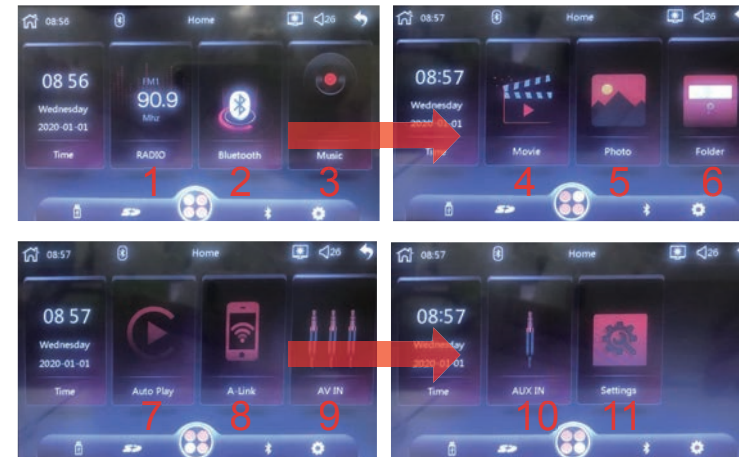 08:56 Home 26
08 56
Wednesday
2020-01-01
Time
FM1
90.9
Mhz
RADIO
Bluetooth
Music
1 2 3
08:57 Home 26
08:57
Wednesday
2020-01-01
Time
Movie
Photo
Folder
4 5 6
08:57 Home 26
08 57
Wednesday
2020-01-01
Time
Auto Play
A-Link
AV IN
7 8 9
08:57 Home 26
08:57
Wednesday
2020-01-01
Time
AUX IN
Settings
10 11